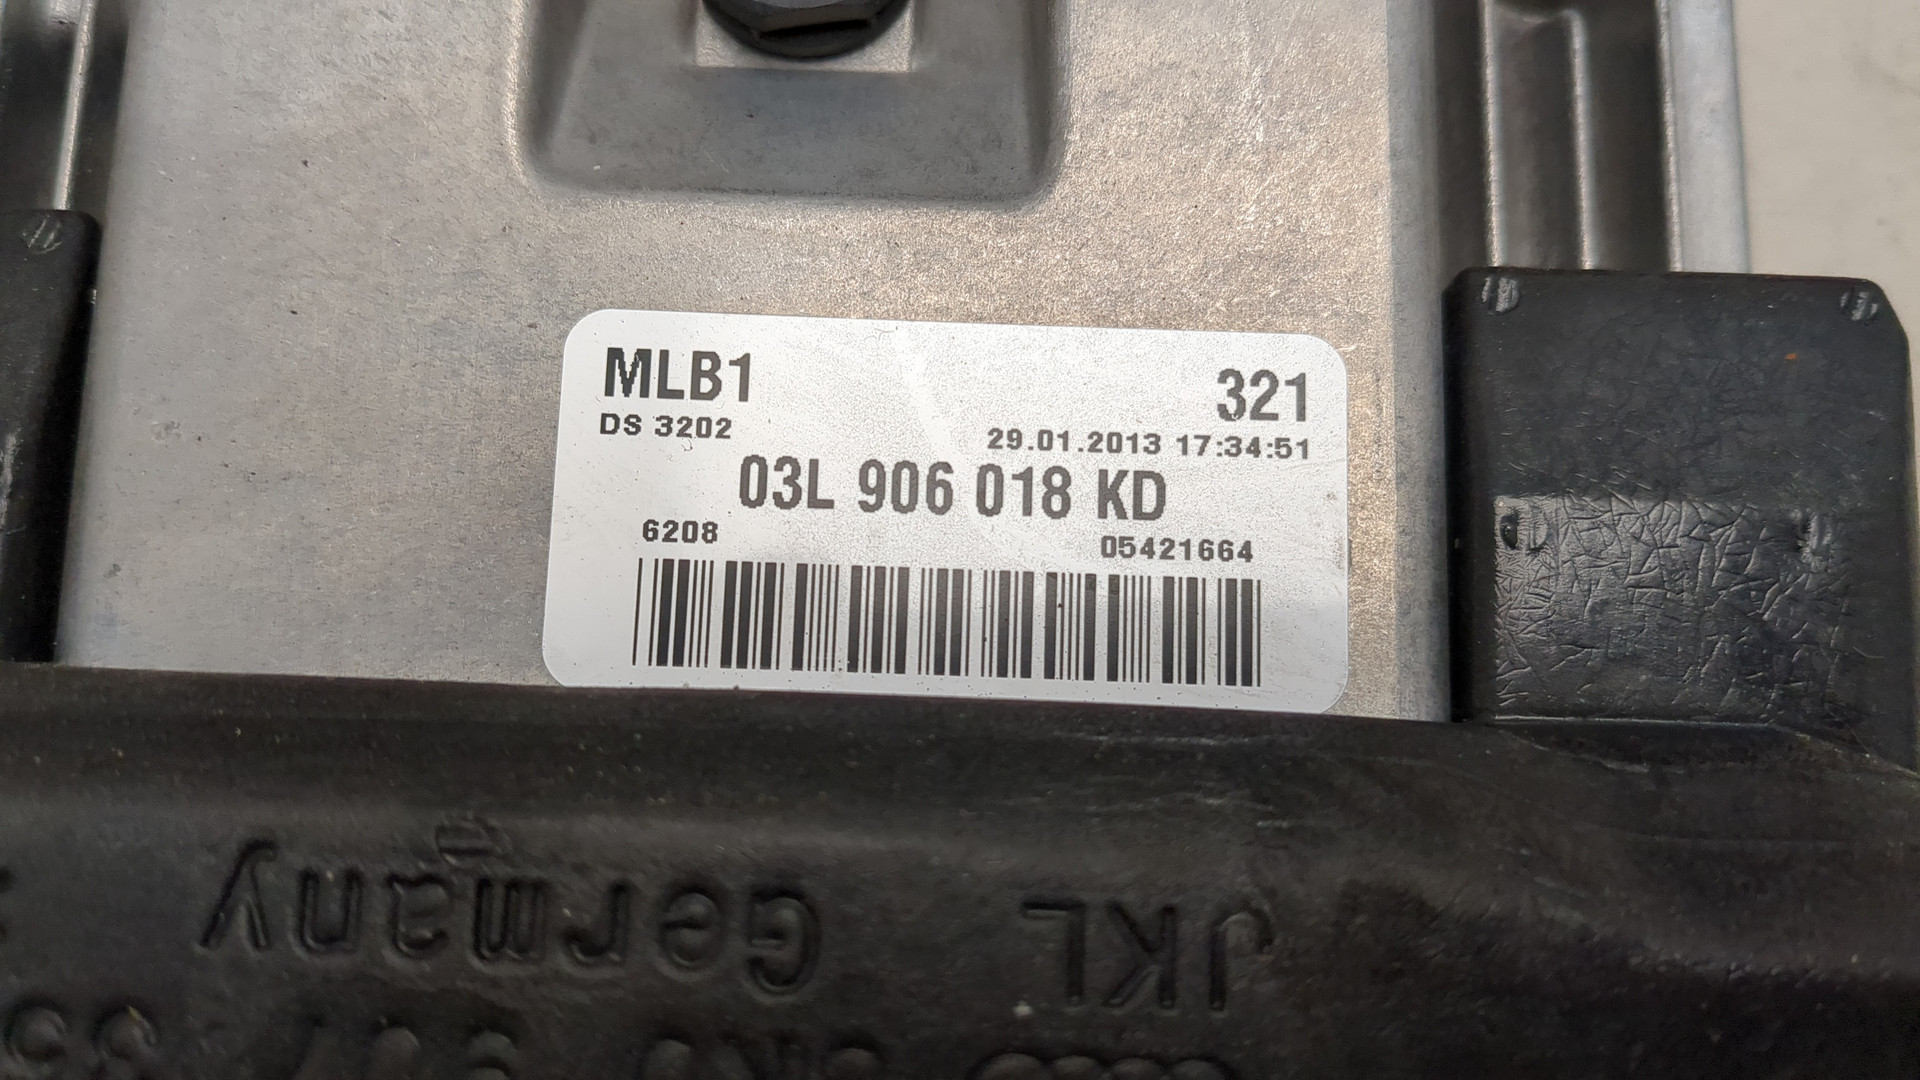 MLB1 321
DS 3202 29.01.2013 17:34:51
03L 906 018 KD
6208 05421664
JKL Germany